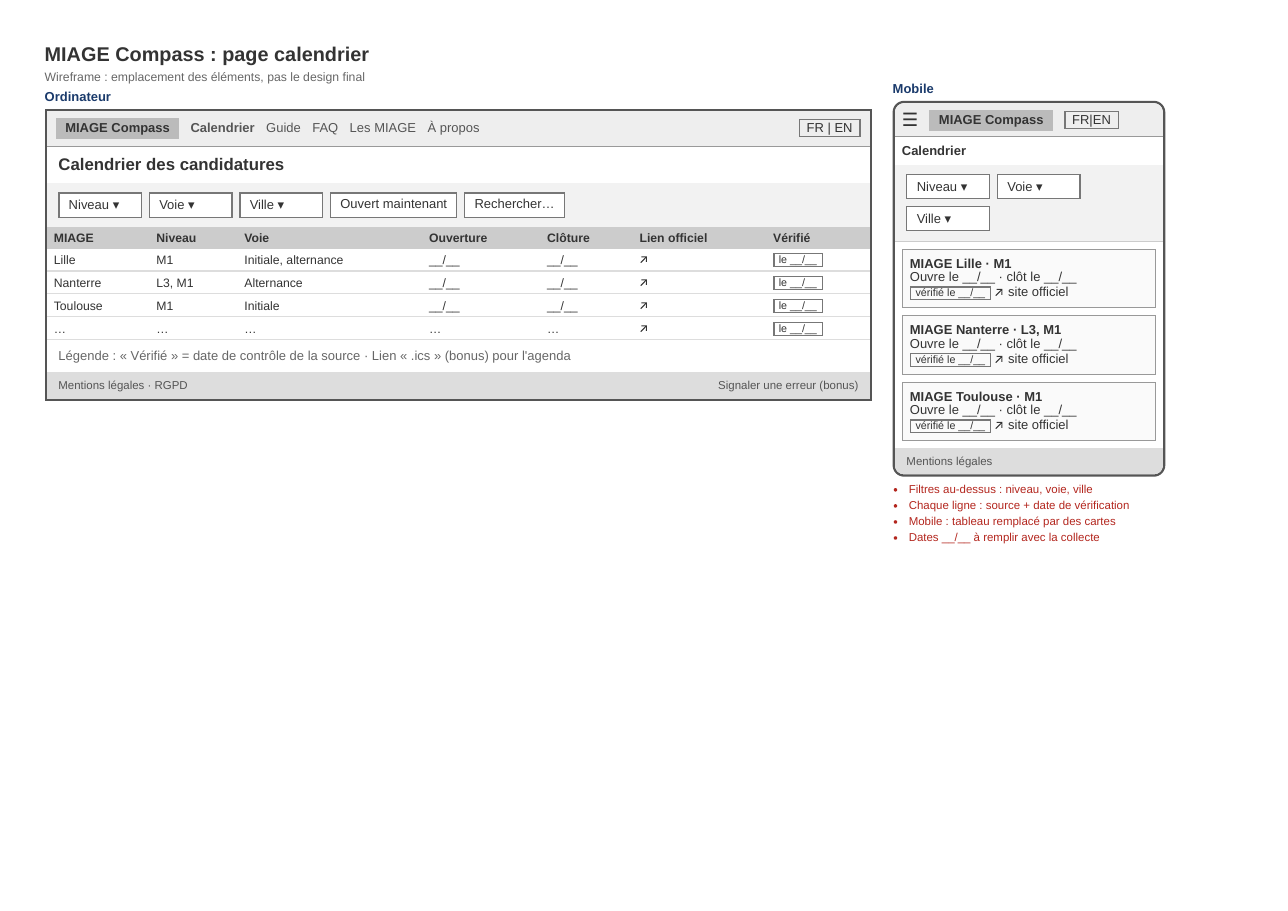 MIAGE Compass : page calendrier
Wireframe : emplacement des éléments, pas le design final
Ordinateur
MIAGE Compass Calendrier Guide FAQ Les MIAGE À propos FR | EN
Calendrier des candidatures
Niveau ▾ Voie ▾ Ville ▾ Ouvert maintenant Rechercher…
MIAGE Niveau Voie Ouverture Clôture Lien officiel Vérifié
Lille M1 Initiale, alternance __/__ __/__ ↗ le __/__
Nanterre L3, M1 Alternance __/__ __/__ ↗ le __/__
Toulouse M1 Initiale __/__ __/__ ↗ le __/__
… … … … … ↗ le __/__
Légende : « Vérifié » = date de contrôle de la source · Lien « .ics » (bonus) pour l'agenda
Mentions légales · RGPD Signaler une erreur (bonus)
Mobile
☰ MIAGE Compass FR|EN
Calendrier
Niveau ▾ Voie ▾
Ville ▾
MIAGE Lille · M1
Ouvre le __/__ · clôt le __/__
vérifié le __/__ ↗ site officiel
MIAGE Nanterre · L3, M1
Ouvre le __/__ · clôt le __/__
vérifié le __/__ ↗ site officiel
MIAGE Toulouse · M1
Ouvre le __/__ · clôt le __/__
vérifié le __/__ ↗ site officiel
Mentions légales
• Filtres au-dessus : niveau, voie, ville
• Chaque ligne : source + date de vérification
• Mobile : tableau remplacé par des cartes
• Dates __/__ à remplir avec la collecte